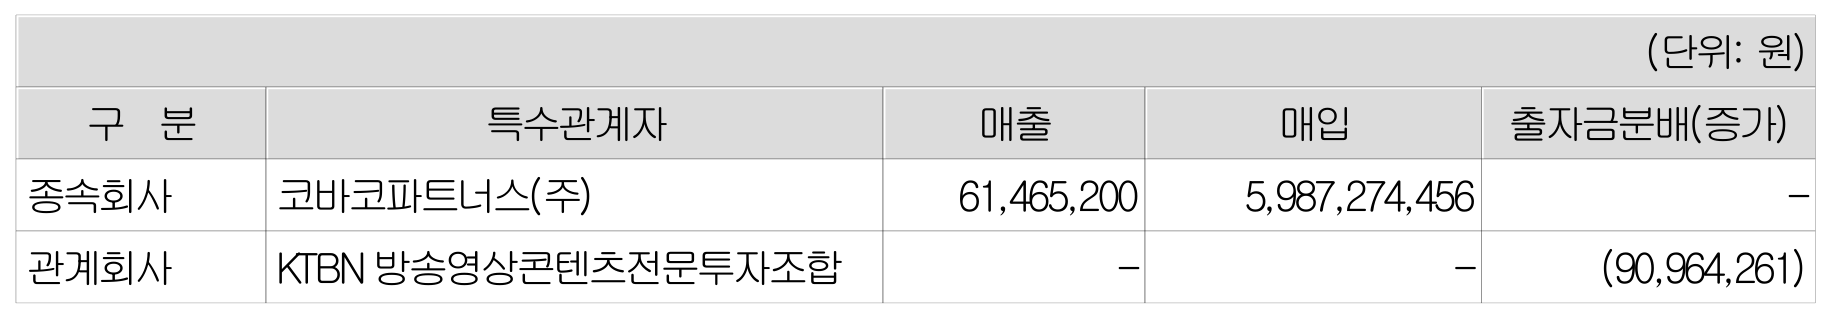 (단위: 원)
구 분 특수관계자 매출 매입 출자금분배(증가)
종속회사 코바코파트너스(주) 61,465,200 5,987,274,456 -
관계회사 KTBN 방송영상콘텐츠전문투자조합 - - (90,964,261)